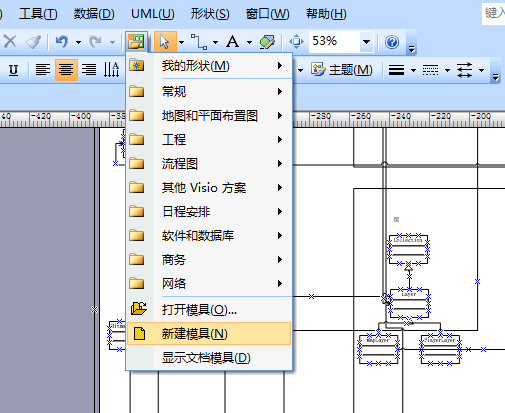 工具(T) 数据(D) UML(U) 形状(S) 窗口(W) 帮助(H) 键入
A 53%
U A 主题(M)
我的形状(M)
常规
地图和平面布置图
工程
流程图
其他 Visio 方案
日程安排
软件和数据库
商务
网络
打开模具(O)...
新建模具(N)
显示文档模具(D)
40 -420 -400 -280 -260 -240 -220 -200
Collection
Layer
MapLayer PlayerLayer